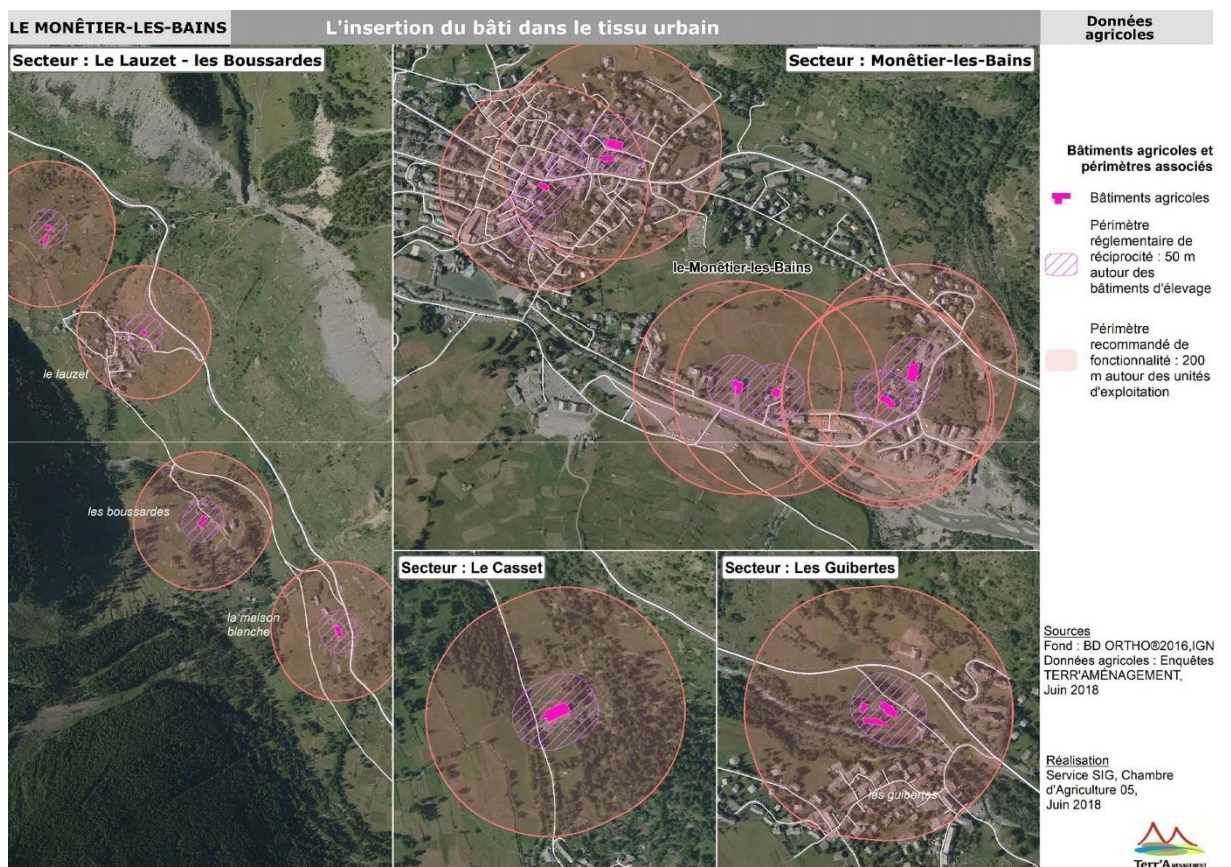 LE MONÊTIER-LES-BAINS
L'insertion du bâti dans le tissu urbain
Données
agricoles
Secteur : Le Lauzet - les Boussardes
le lauzet
les boussardes
la maison
blanche
Secteur : Monêtier-les-Bains
le-Monêtier-les-Bains
Secteur : Le Casset
Secteur : Les Guibertes
les guibertes
Bâtiments agricoles et
périmètres associés
Bâtiments agricoles
Périmètre
réglementaire de
réciprocité : 50 m
autour des
bâtiments d'élevage
Périmètre
recommandé de
fonctionnalité : 200
m autour des unités
d'exploitation
Sources
Fond : BD ORTHO®2016,IGN
Données agricoles : Enquêtes
TERR'AMÉNAGEMENT,
Juin 2018
Réalisation
Service SIG, Chambre
d'Agriculture 05,
Juin 2018
Terr'AMÉNAGEMENT